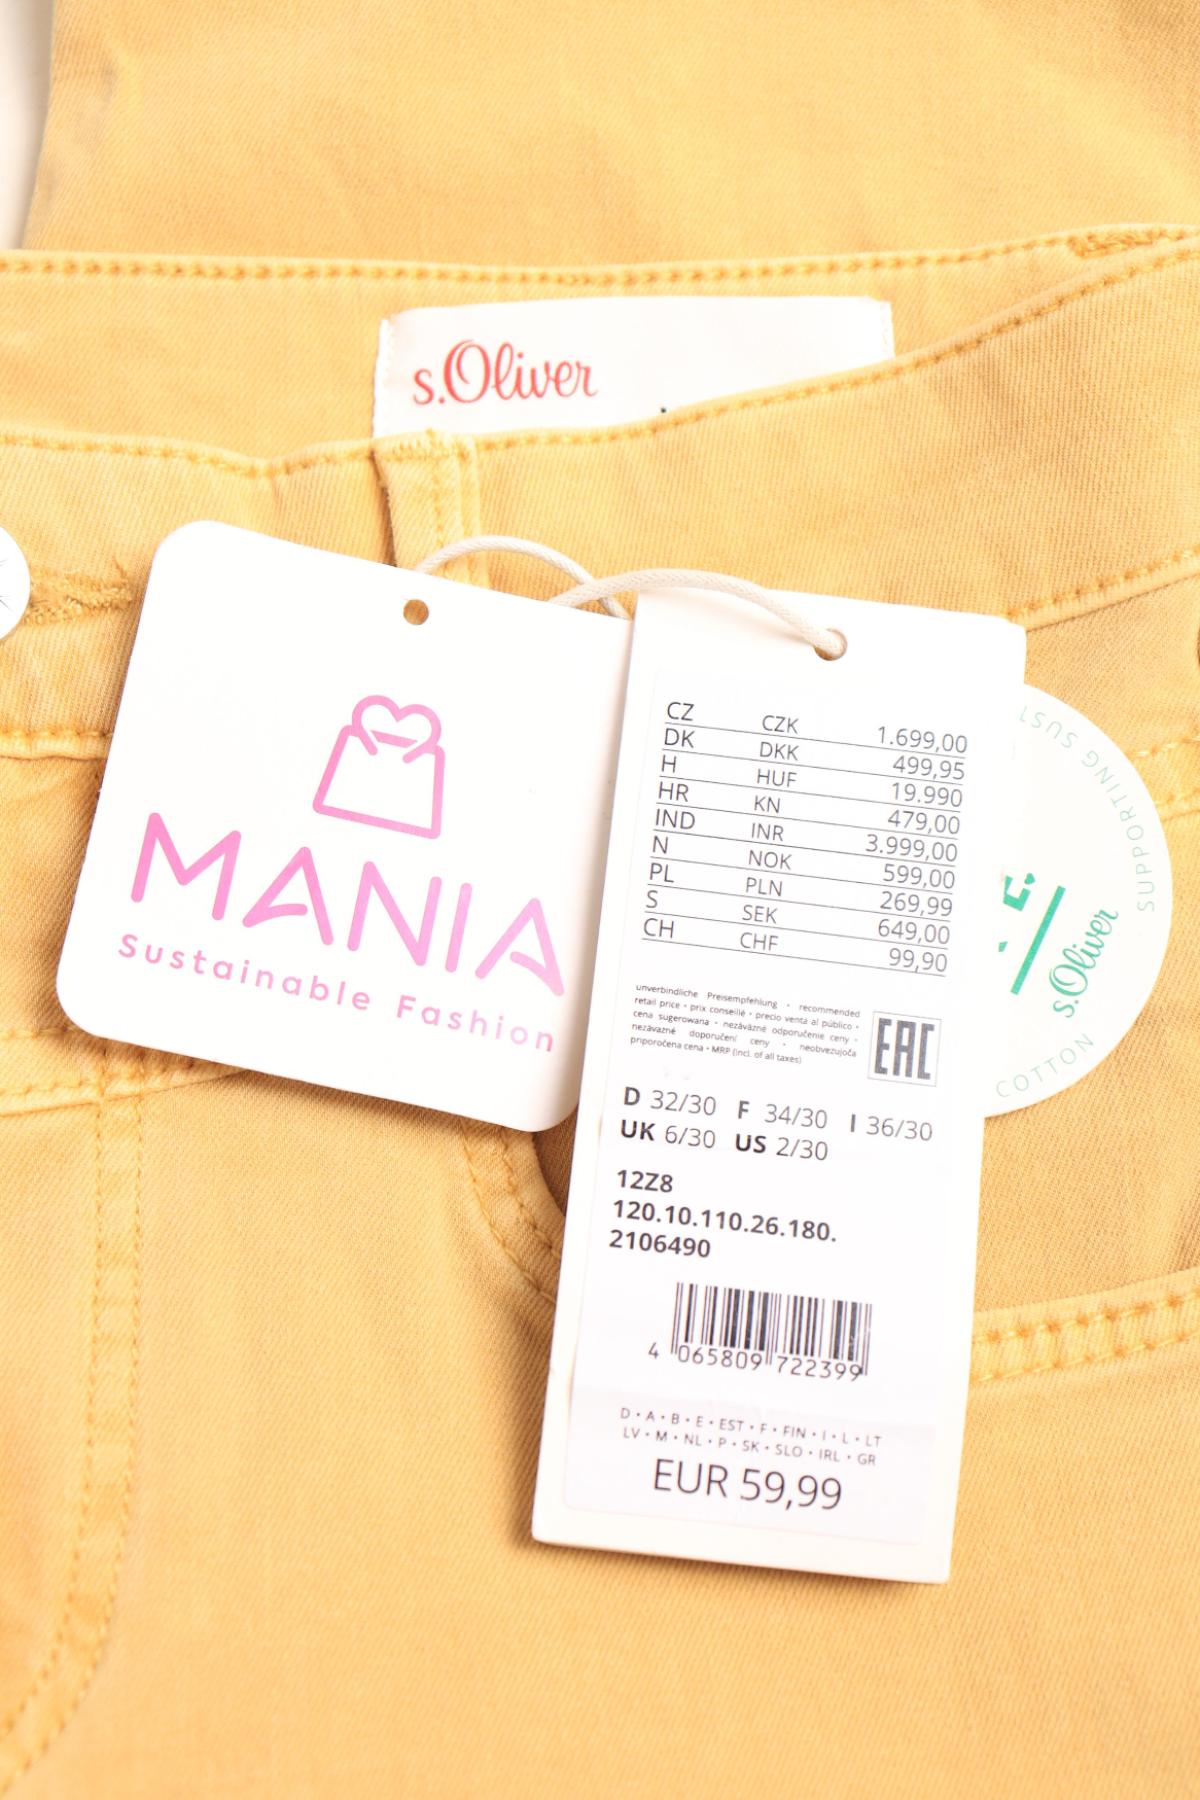 s.Oliver
MANIA
Sustainable Fashion
CZ CZK 1.699,00
DK DKK 499,95
H HUF 19.990
HR KN 479,00
IND INR 3.999,00
N NOK 599,00
PL PLN 269,99
S SEK 649,00
CH CHF 99,90
unverbindliche Preisempfehlung • recommended
retail price • prix conseillé • precio venta al público •
cena sugerowana • nezáväzné odporučenie ceny •
nezávazné doporučení ceny • neobvezujoča
priporočena cena • MRP (incl. of all taxes)
EAC
D 32/30 F 34/30 I 36/30
UK 6/30 US 2/30
12Z8
120.10.110.26.180.
2106490
4 065809 722399
D • A • B • E • EST • F • FIN • I • L • LT
LV • M • NL • P • SK • SLO • IRL • GR
EUR 59,99
SUPPORTING
COTTON
s.Oliver